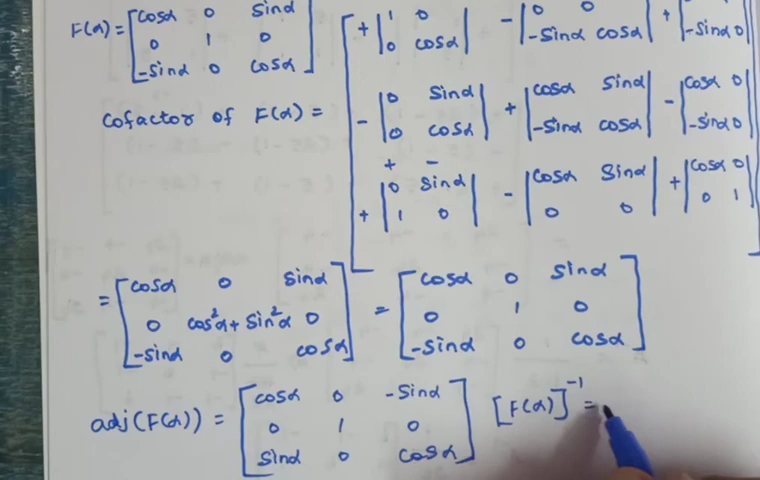 F(α) = [cosα 0 sinα
0 1 0
-sinα 0 cosα]
cofactor of F(α) =
[+ |1 0
0 cosα| - |0 0
-sinα cosα| +
-sinα 0|
- |0 sinα
0 cosα| + |cosα sinα
-sinα cosα| - |cosα 0
-sinα 0|
+ -
+ |0 sinα
1 0| - |cosα sinα
0 0| + |cosα 0
0 1|]
= [cosα 0 sinα
0 cos²α + sin²α 0
-sinα 0 cosα]
= [cosα 0 sinα
0 1 0
-sinα 0 cosα]
adj(F(α)) = [cosα 0 -sinα
0 1 0
sinα 0 cosα]
[F(α)]⁻¹ =